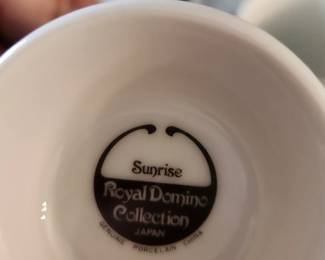 Sunrise
Royal Domino
Collection
JAPAN
GENUINE PORCELAIN CHINA